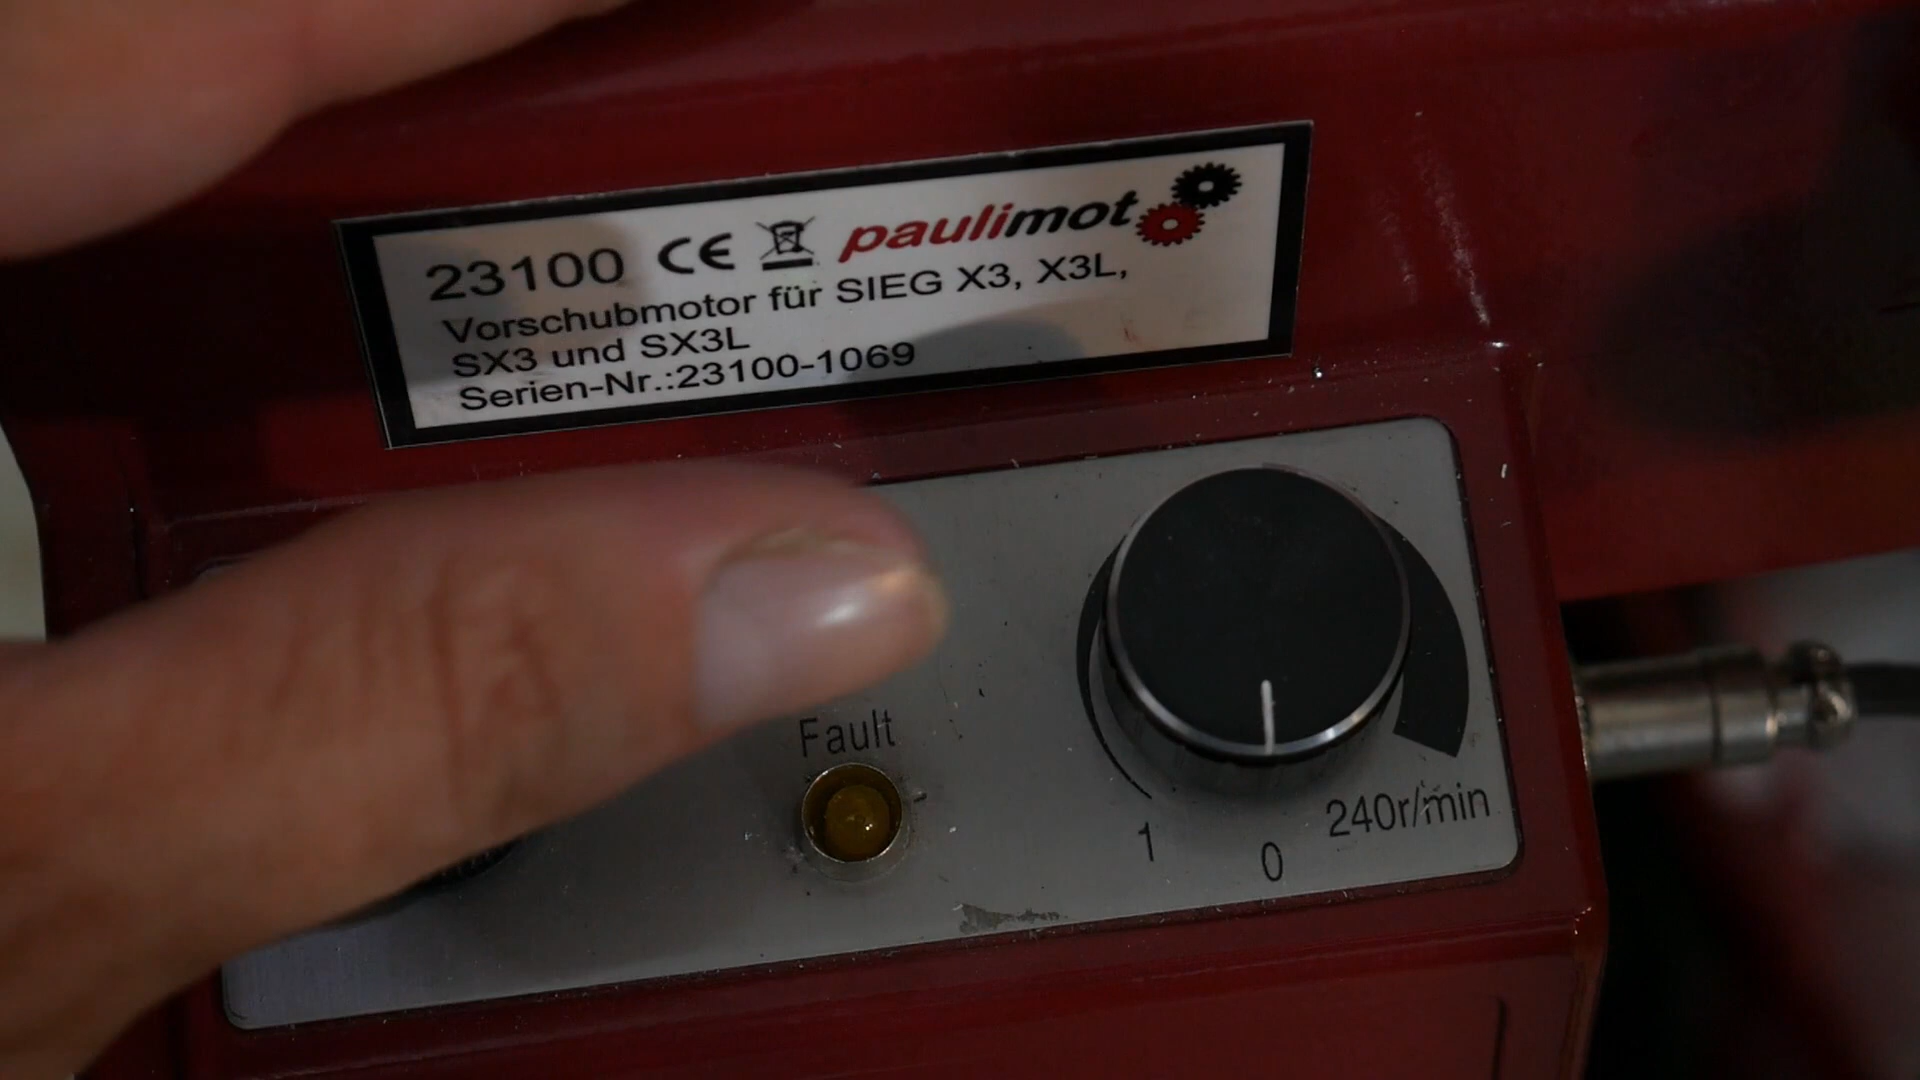 23100 CE paulimot
Vorschubmotor für SIEG X3, X3L,
SX3 und SX3L
Serien-Nr.:23100-1069
Fault
1
0
240r/min